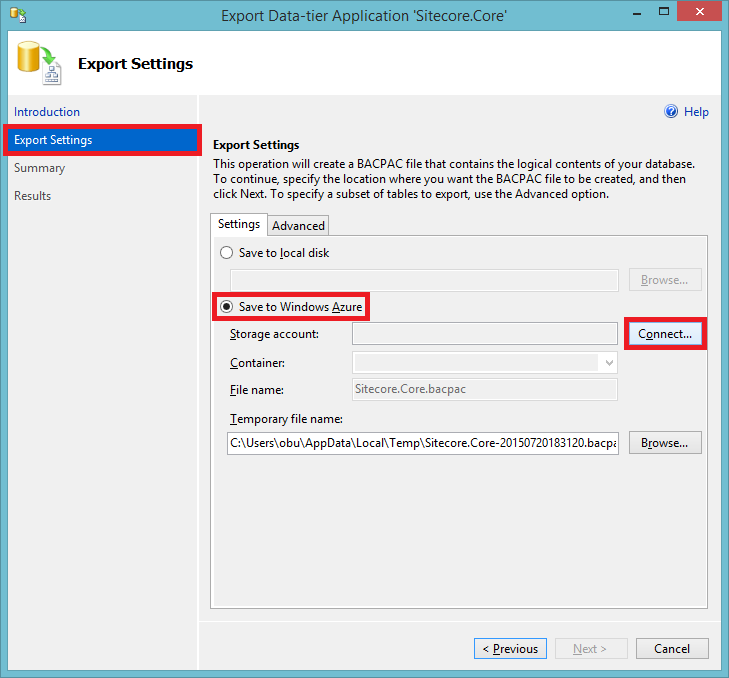 Export Data-tier Application 'Sitecore.Core'
Export Settings
Introduction
Help
Export Settings
Summary
Results
Export Settings
This operation will create a BACPAC file that contains the logical contents of your database.
To continue, specify the location where you want the BACPAC file to be created, and then
click Next. To specify a subset of tables to export, use the Advanced option.
Settings Advanced
Save to local disk
Browse...
Save to Windows Azure
Storage account: Connect...
Container:
File name: Sitecore.Core.bacpac
Temporary file name:
C:\Users\obu\AppData\Local\Temp\Sitecore.Core-20150720183120.bacpa Browse...
< Previous Next > Cancel